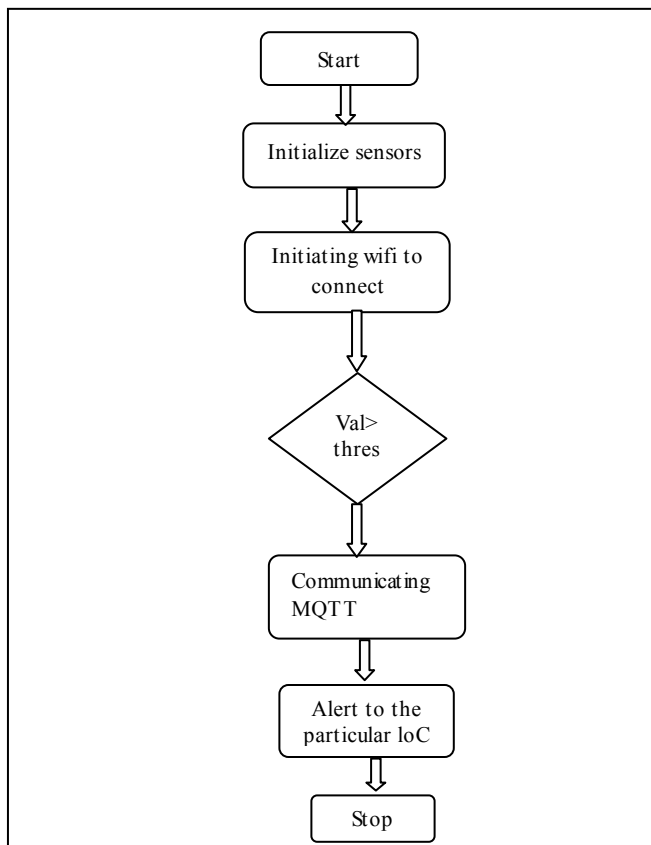 Start
Initialize sensors
Initiating wifi to
connect
Val>
thres
Communicating
MQTT
Alert to the
particular loC
Stop